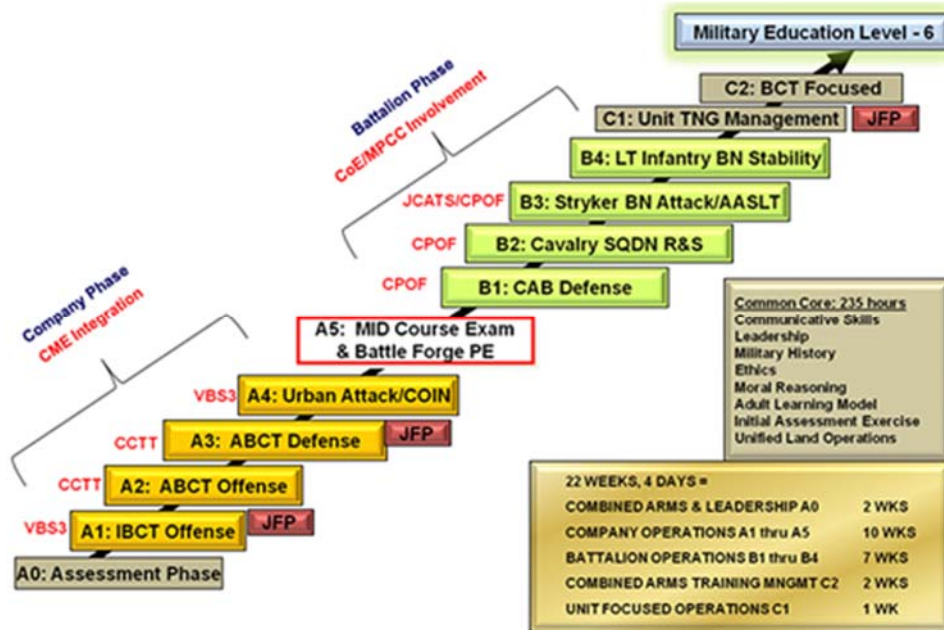 Military Education Level - 6
C2: BCT Focused
C1: Unit TNG Management
JFP
B4: LT Infantry BN Stability
JCATS/CPOF
B3: Stryker BN Attack/AASLT
CPOF
B2: Cavalry SQDN R&S
CPOF
B1: CAB Defense
Battalion Phase
CoE/MPCC Involvement
A5: MID Course Exam
& Battle Forge PE
VBS3
A4: Urban Attack/COIN
CCTT
A3: ABCT Defense
JFP
CCTT
A2: ABCT Offense
VBS3
A1: IBCT Offense
JFP
A0: Assessment Phase
Company Phase
CME Integration
Common Core: 235 hours
Communicative Skills
Leadership
Military History
Ethics
Moral Reasoning
Adult Learning Model
Initial Assessment Exercise
Unified Land Operations
22 WEEKS, 4 DAYS =
COMBINED ARMS & LEADERSHIP A0 2 WKS
COMPANY OPERATIONS A1 thru A5 10 WKS
BATTALION OPERATIONS B1 thru B4 7 WKS
COMBINED ARMS TRAINING MNGMT C2 2 WKS
UNIT FOCUSED OPERATIONS C1 1 WK